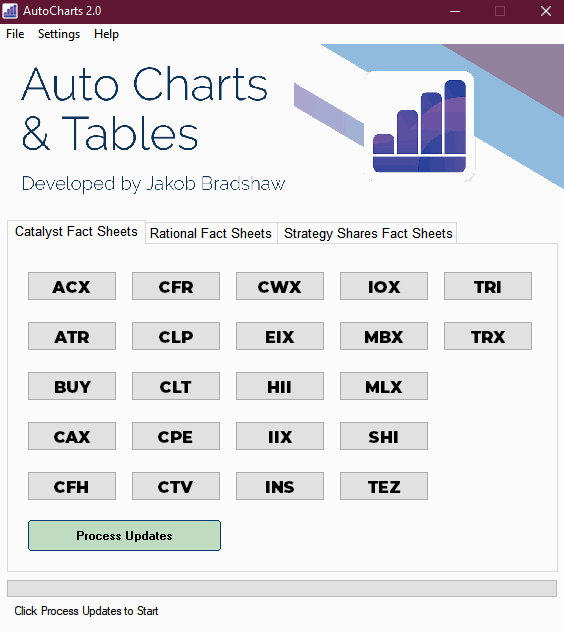 AutoCharts 2.0
File Settings Help
Auto Charts
& Tables
Developed by Jakob Bradshaw
Catalyst Fact Sheets Rational Fact Sheets Strategy Shares Fact Sheets
ACX CFR CWX IOX TRI
ATR CLP EIX MBX TRX
BUY CLT HII MLX
CAX CPE IIX SHI
CFH CTV INS TEZ
Process Updates
Click Process Updates to Start